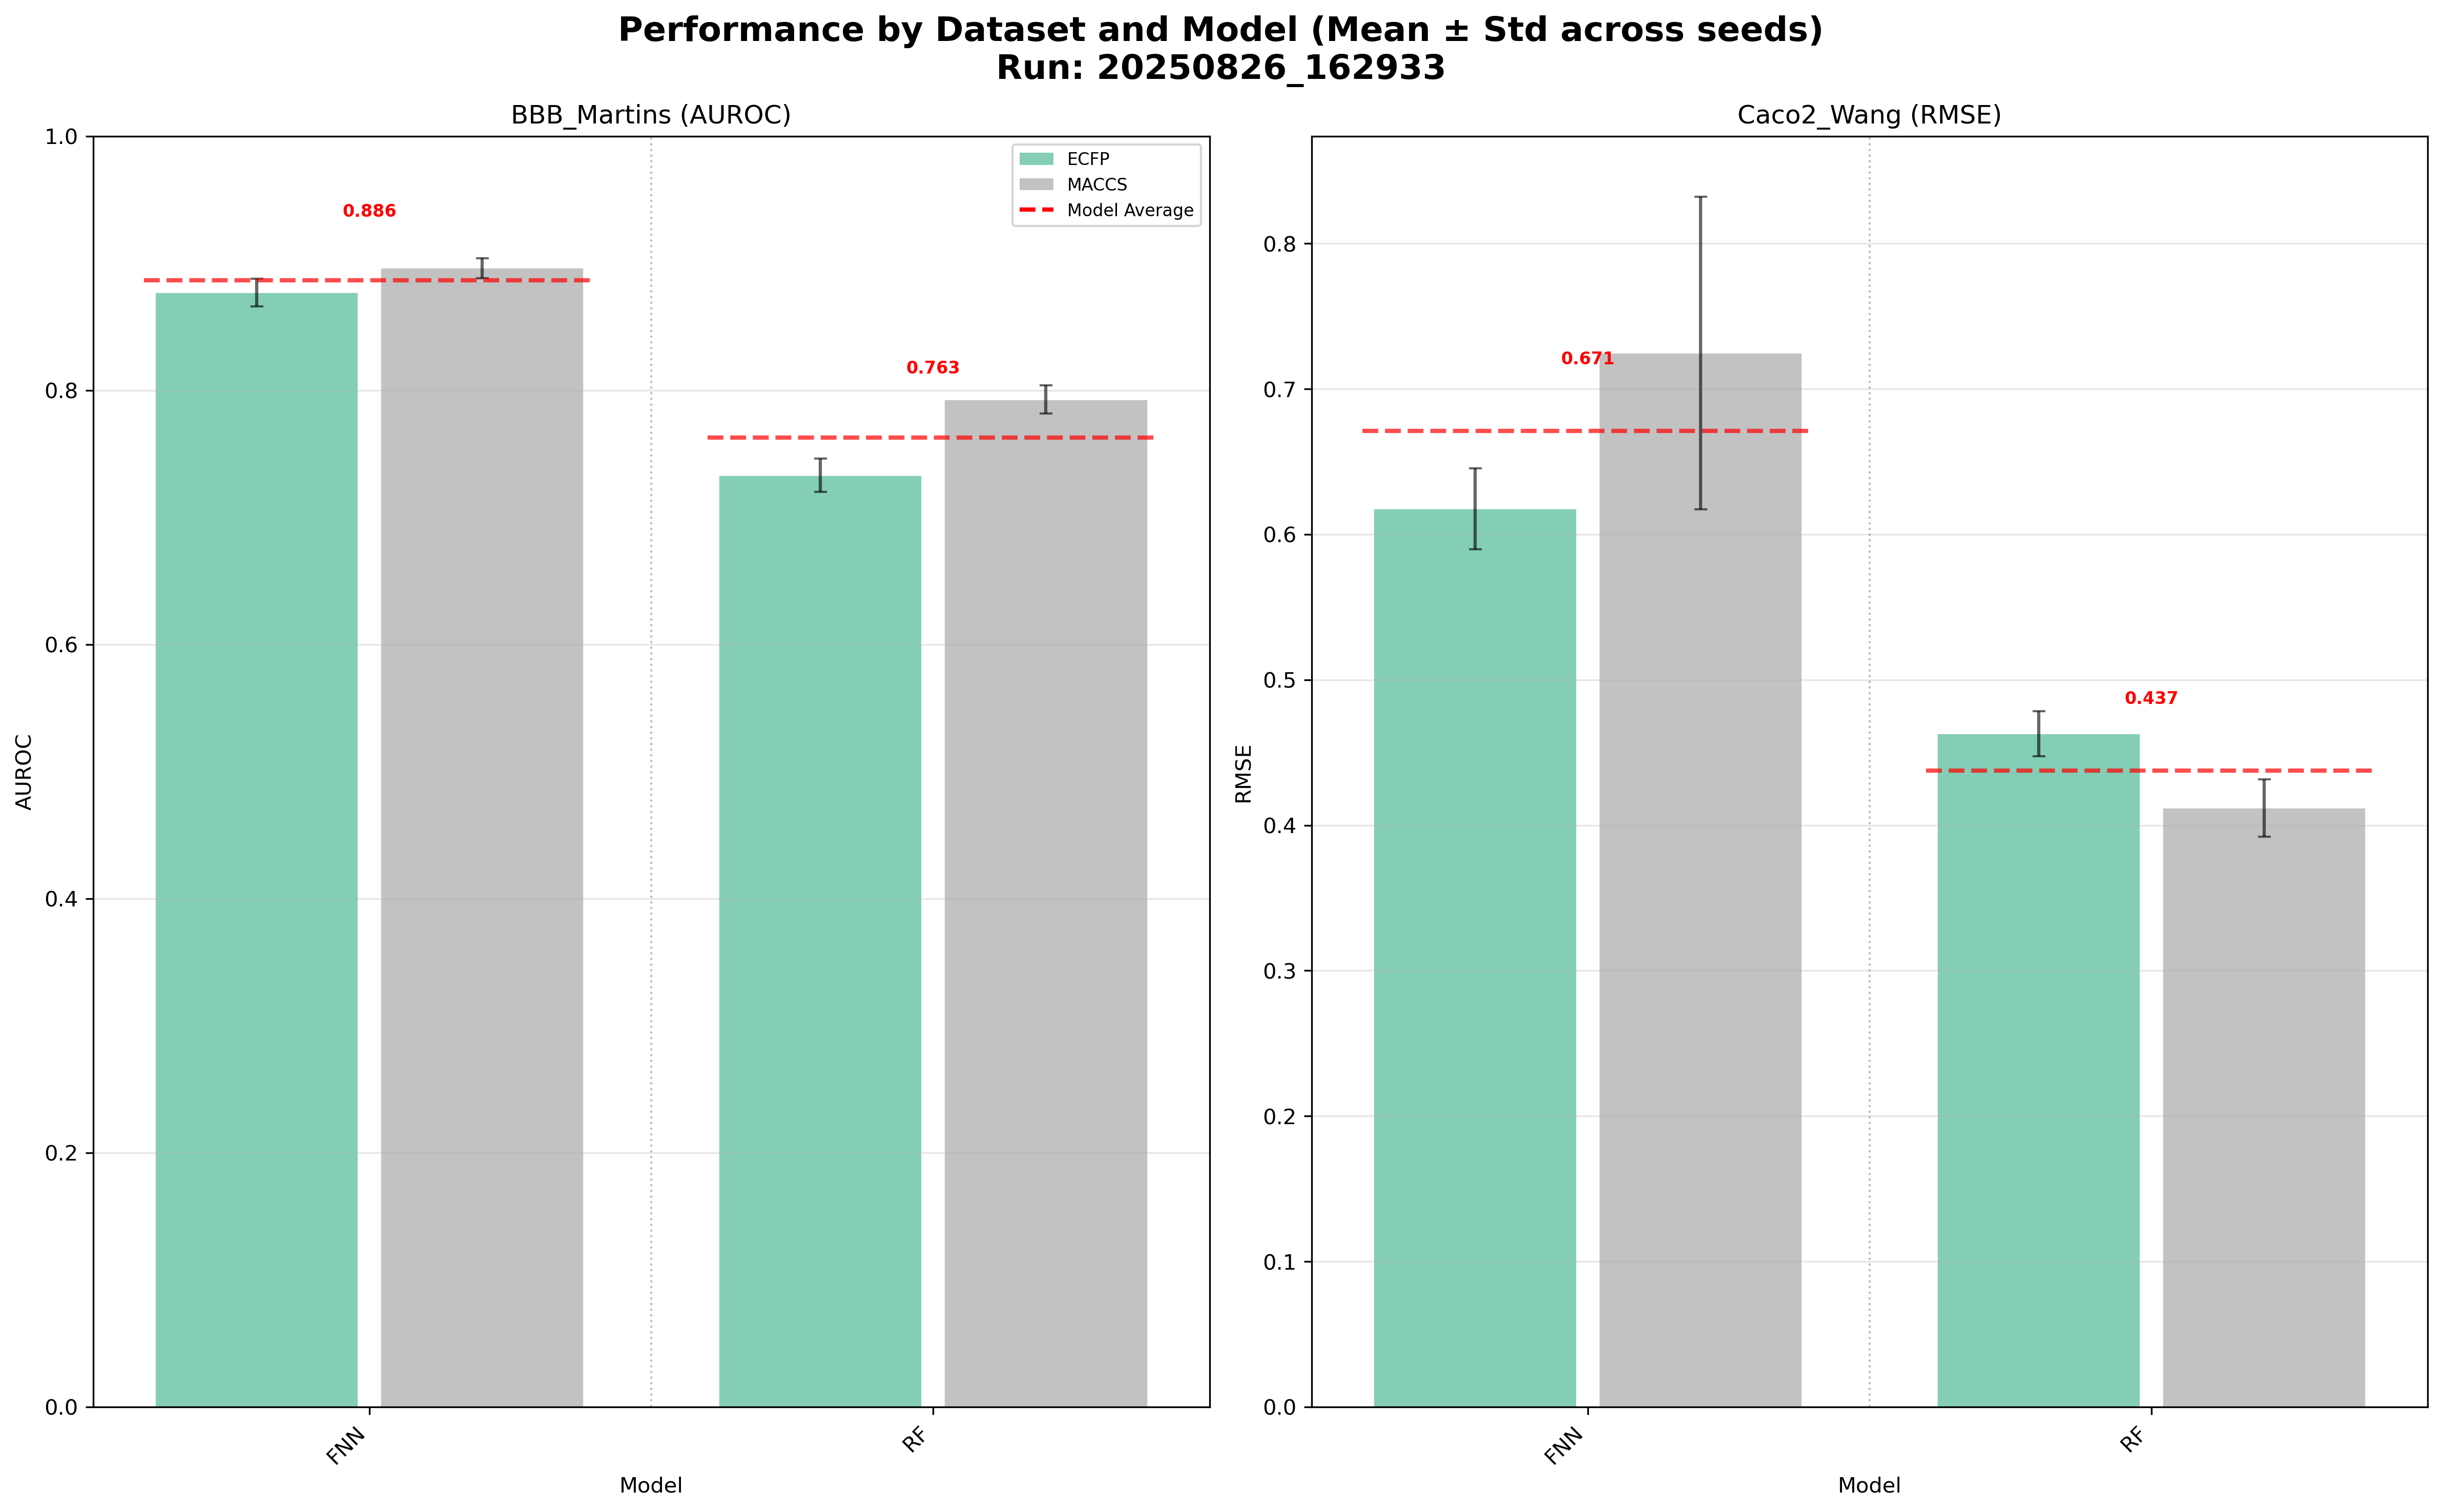 Performance by Dataset and Model (Mean ± Std across seeds)
Run: 20250826_162933
BBB_Martins (AUROC)
1.0
0.8
0.6
0.4
0.2
0.0
AUROC
0.886
0.763
ECFP
MACCS
Model Average
FNN
RF
Model
Caco2_Wang (RMSE)
0.8
0.7
0.6
0.5
0.4
0.3
0.2
0.1
0.0
RMSE
0.671
0.437
FNN
RF
Model